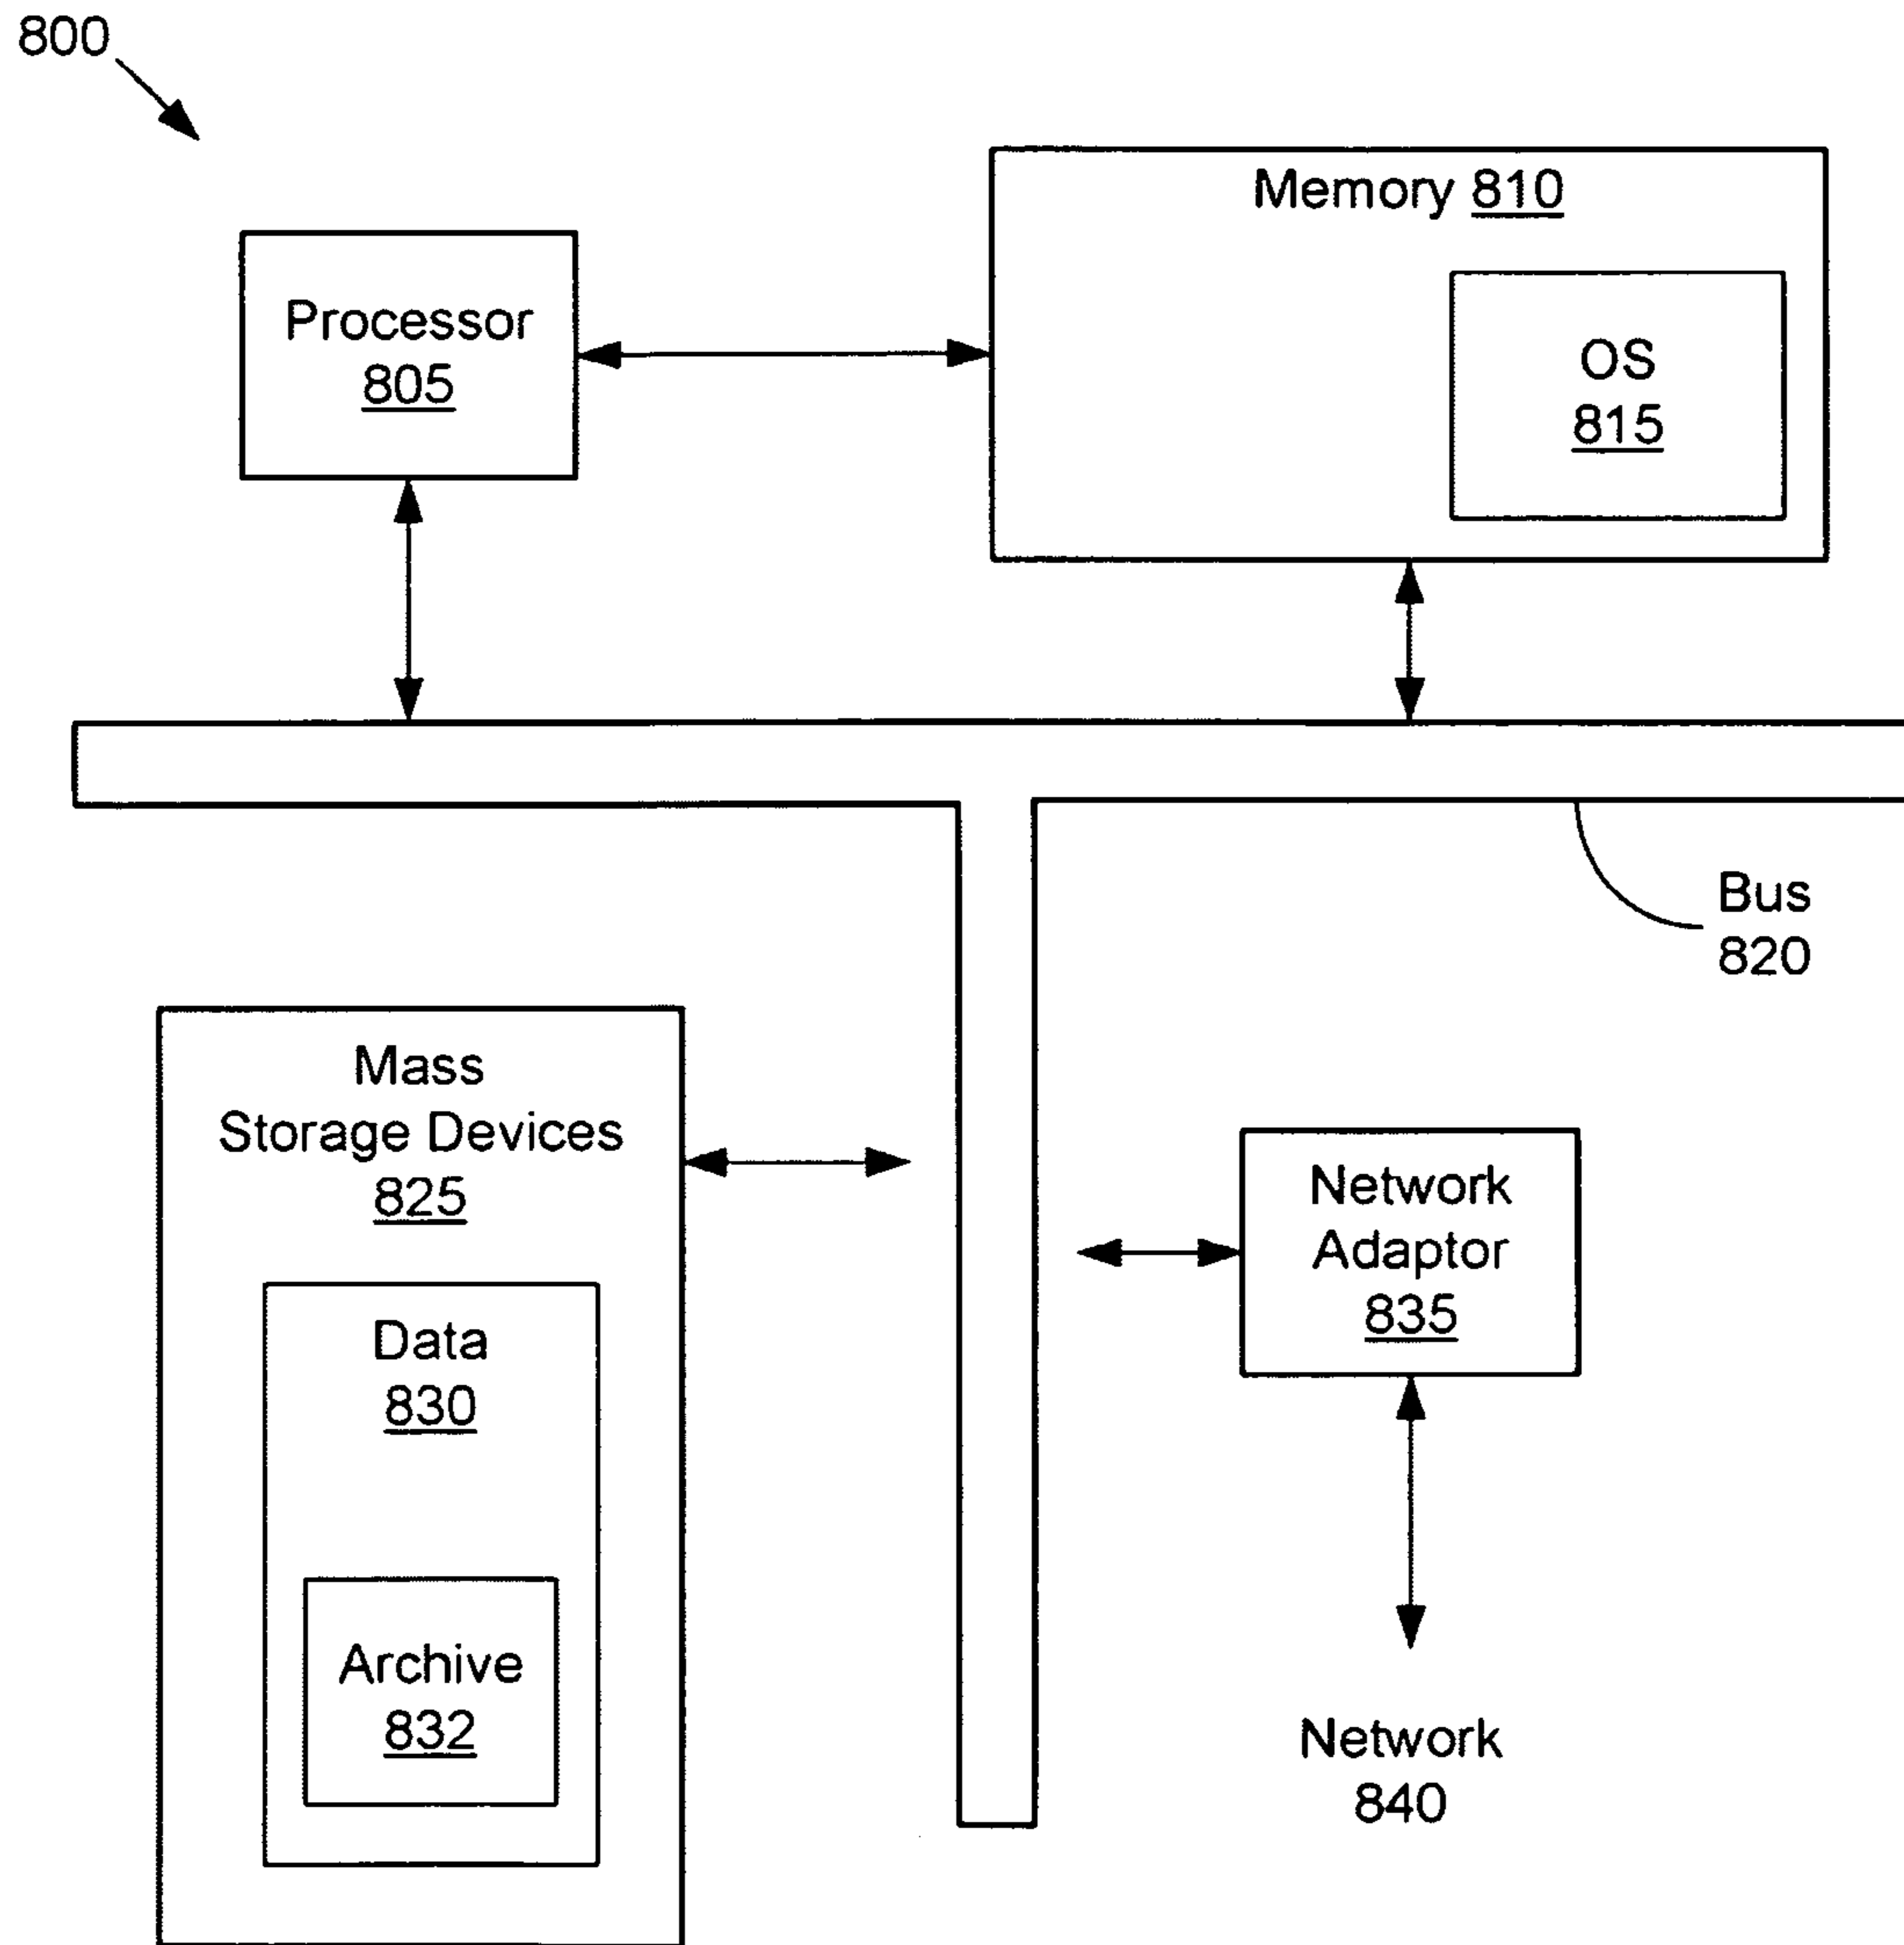 800
Memory 810
Processor
805
OS
815
Bus
820
Mass
Storage Devices
825
Network
Adaptor
835
Data
830
Archive
832
Network
840